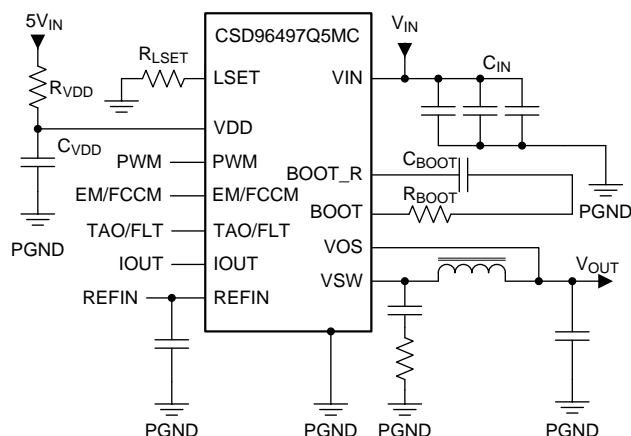 5VIN
RVDD
CVDD
PGND
RLSET
CSD96497Q5MC
LSET
VDD
PWM PWM
EM/FCCM EM/FCCM
TAO/FLT TAO/FLT
IOUT IOUT
REFIN REFIN
VIN
BOOT_R
BOOT
VOS
VSW
VIN
CIN
PGND
CBOOT
RBOOT
VOUT
PGND
PGND
PGND
PGND